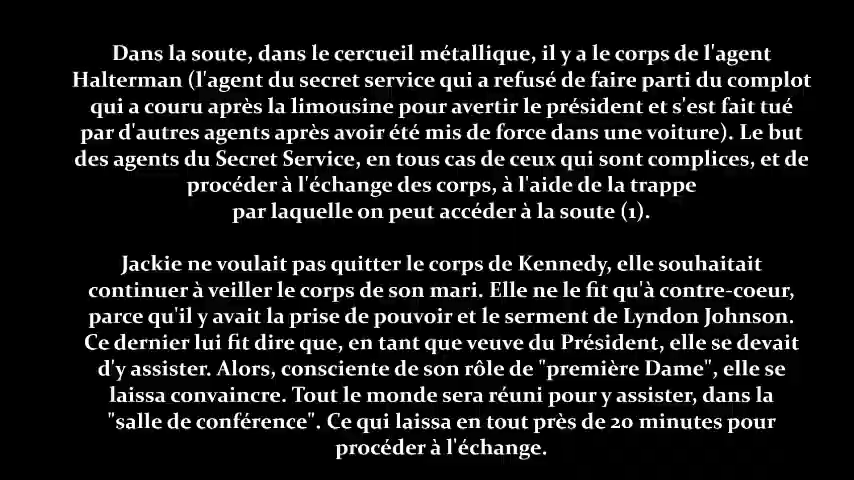 Dans la soute, dans le cercueil métallique, il y a le corps de l'agent
Halterman (l'agent du secret service qui a refusé de faire parti du complot
qui a couru après la limousine pour avertir le président et s'est fait tué
par d'autres agents après avoir été mis de force dans une voiture). Le but
des agents du Secret Service, en tous cas de ceux qui sont complices, et de
procéder à l'échange des corps, à l'aide de la trappe
par laquelle on peut accéder à la soute (1).
Jackie ne voulait pas quitter le corps de Kennedy, elle souhaitait
continuer à veiller le corps de son mari. Elle ne le fit qu'à contre-coeur,
parce qu'il y avait la prise de pouvoir et le serment de Lyndon Johnson.
Ce dernier lui fit dire que, en tant que veuve du Président, elle se devait
d'y assister. Alors, consciente de son rôle de "première Dame", elle se
laissa convaincre. Tout le monde sera réuni pour y assister, dans la
"salle de conférence". Ce qui laissa en tout près de 20 minutes pour
procéder à l'échange.